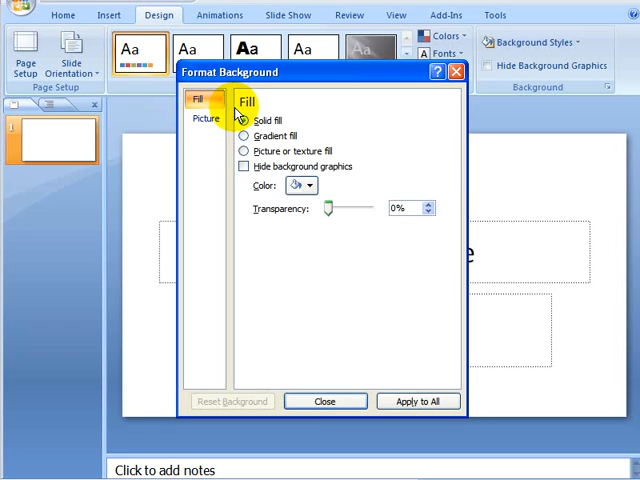 Home Insert Design Animations Slide Show Review View Add-Ins Tools
Page Setup
Slide Orientation
Aa Aa Aa Aa Aa
Colors
Fonts
Background Styles
Hide Background Graphics
Page Setup
Background
Format Background
?
Fill
Picture
Fill
Solid fill
Gradient fill
Picture or texture fill
Hide background graphics
Color:
Transparency: 0%
Reset Background Close Apply to All
1
e
Click to add notes